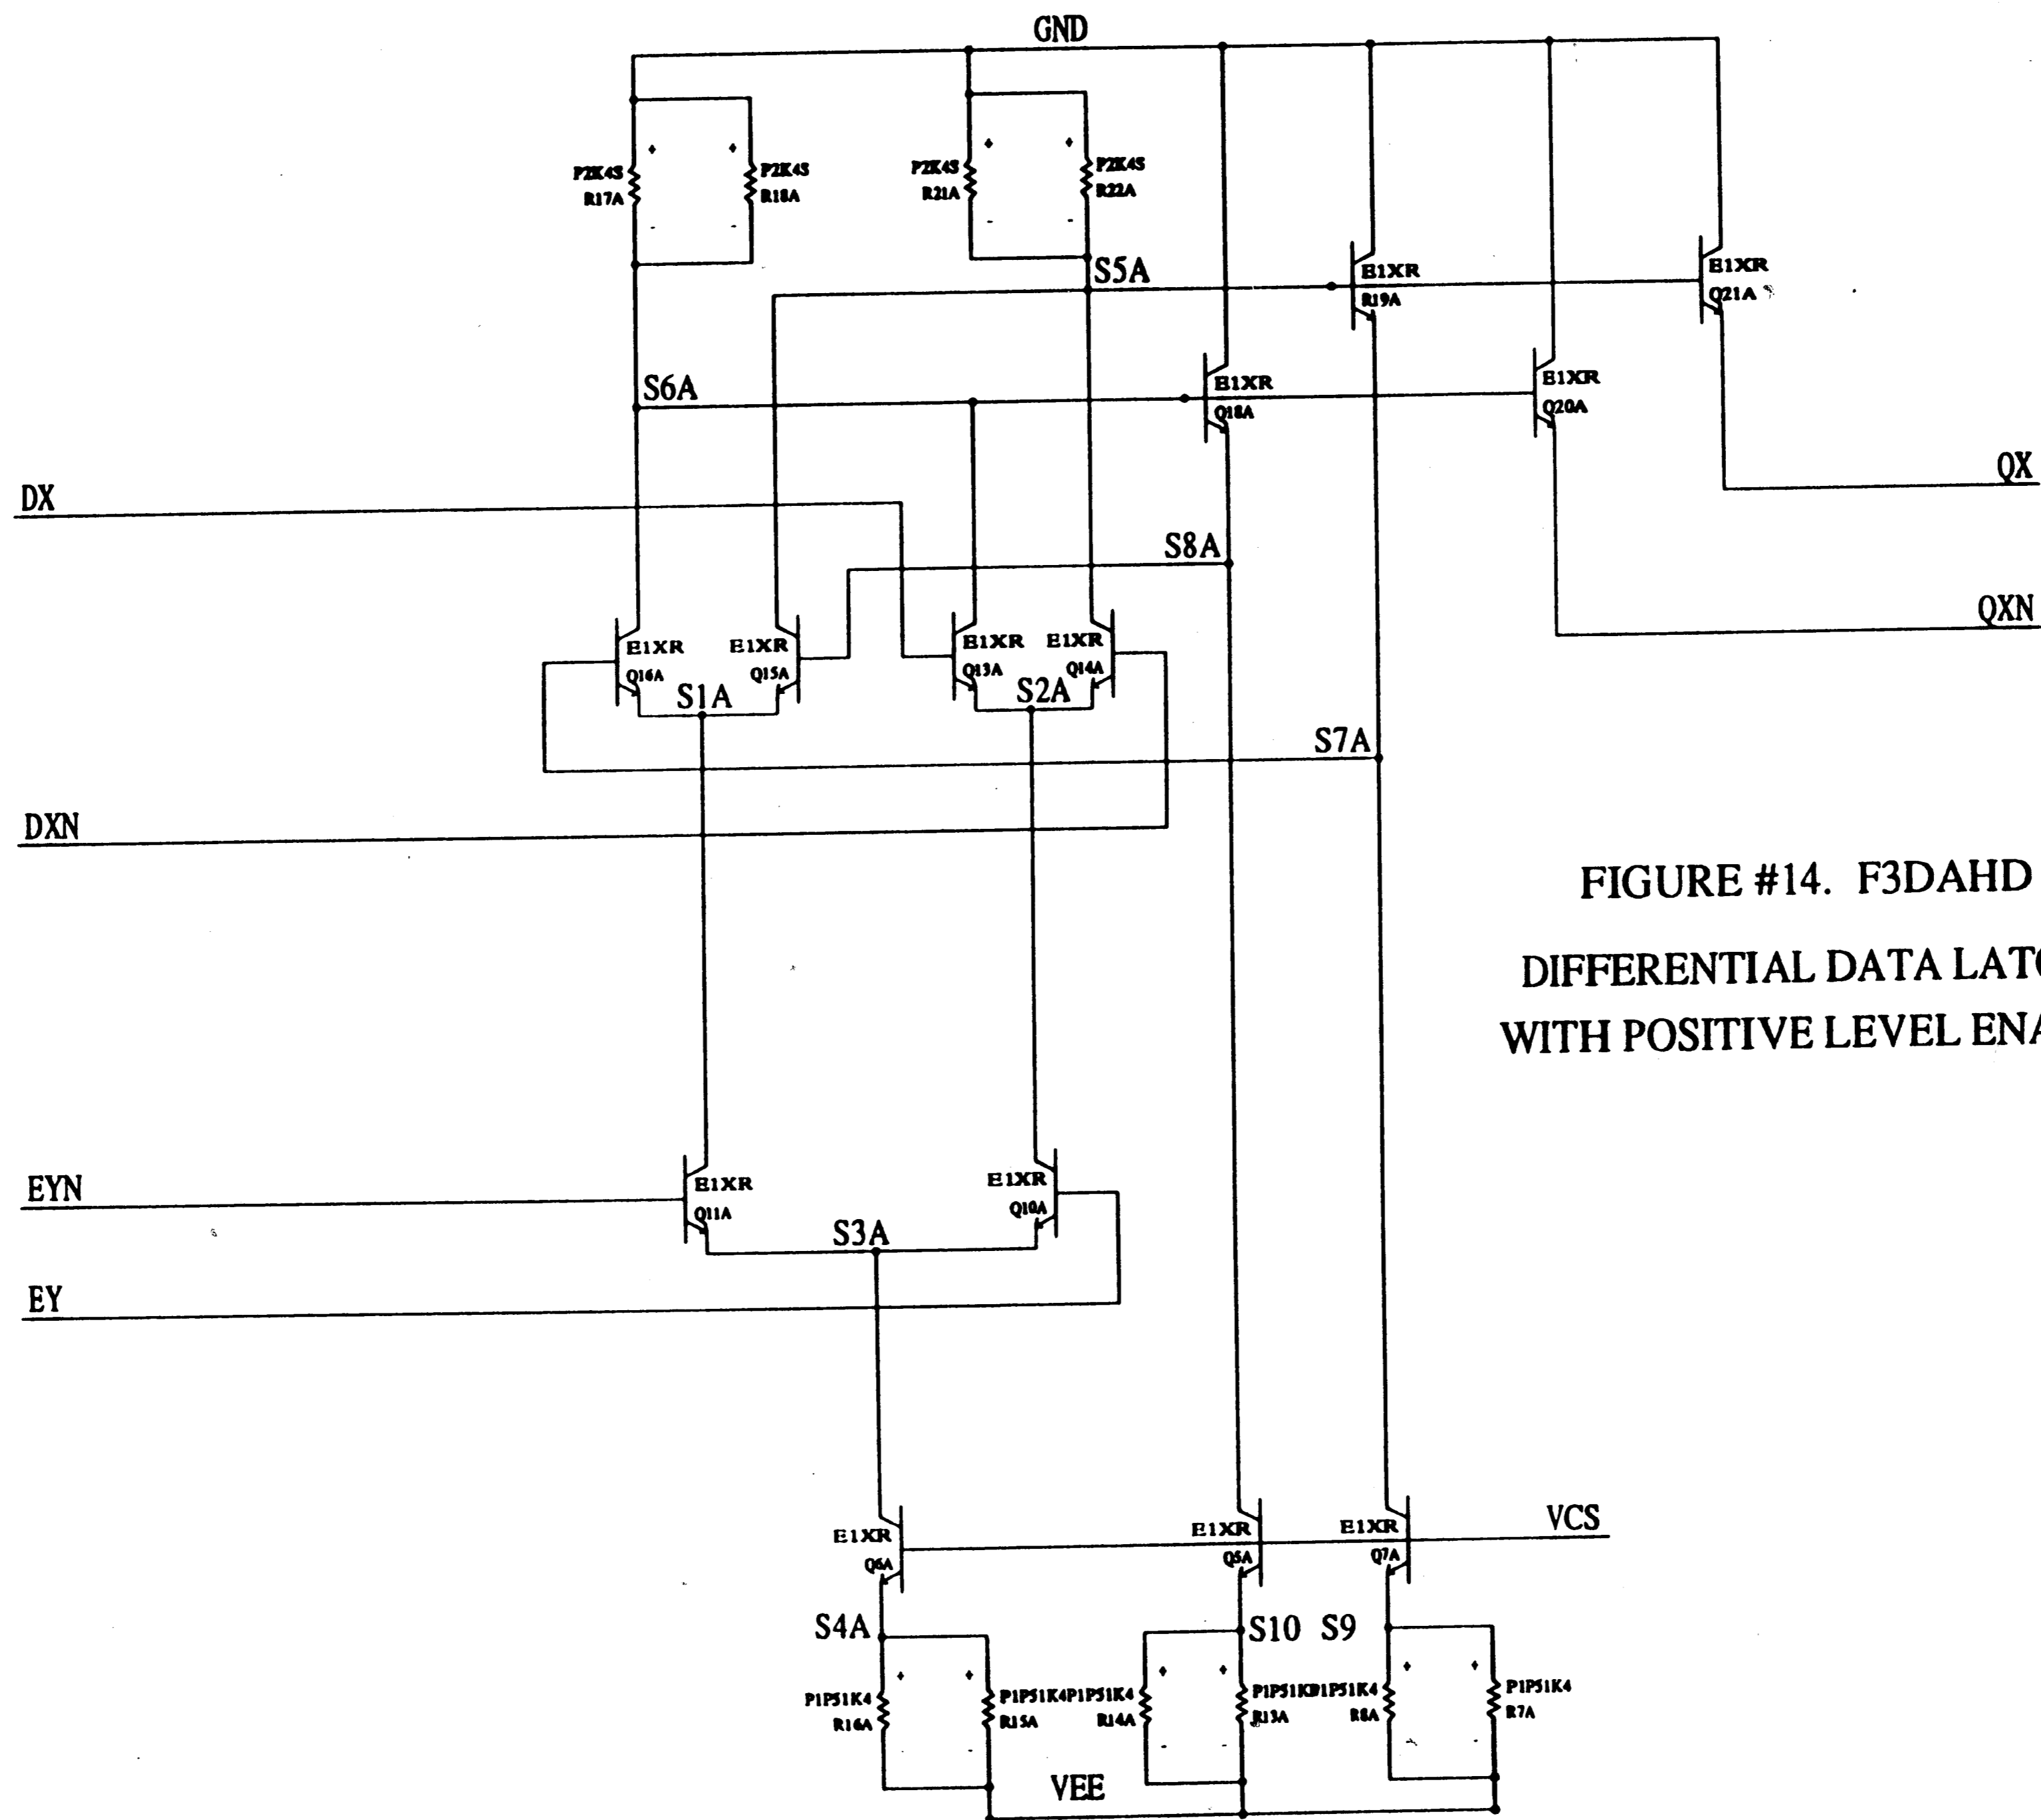 GND
P2K4S
R17A
P2K4S
R18A
P2K4S
R21A
P2K4S
R22A
S5A
E1XR
R19A
E1XR
Q21A
S6A
E1XR
Q18A
E1XR
Q20A
DX
QX
S8A
QXN
E1XR
Q16A
E1XR
Q15A
E1XR
Q13A
E1XR
Q14A
S1A
S2A
S7A
DXN
FIGURE #14. F3DAHD
DIFFERENTIAL DATA
WITH POSITIVE LEVEL
EYN
E1XR
Q11A
E1XR
Q10A
S3A
EY
E1XR
Q6A
E1XR
Q5A
E1XR
Q7A
VCS
S4A
S10
S9
P1P51K4
R16A
P1P51K4
R15A
P1P51K4
R14A
R13A
P1P51K4
R8A
P1P51K4
R7A
VEE